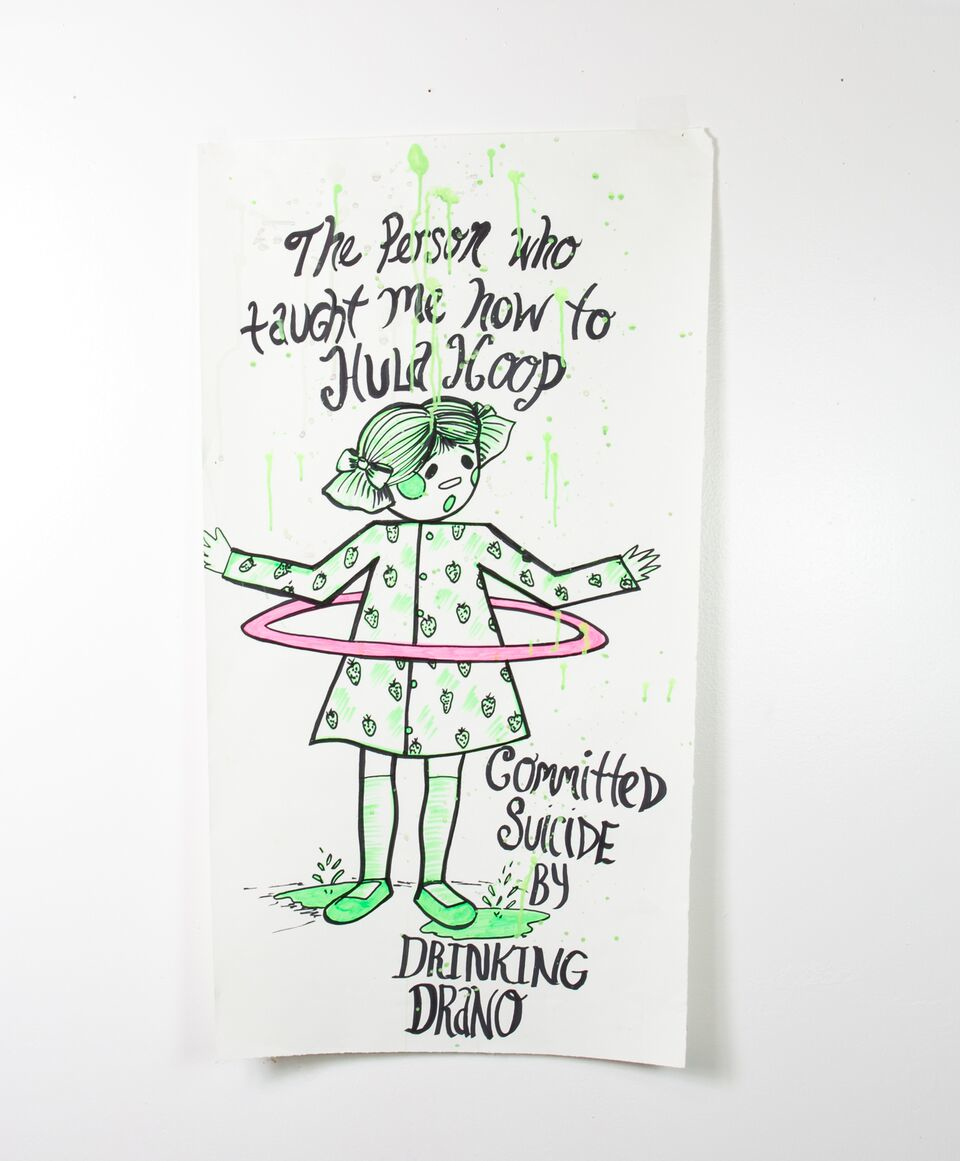 The Person who
taught me how to
Hula Hoop
Committed
Suicide
By
DRINKING
DRaNO